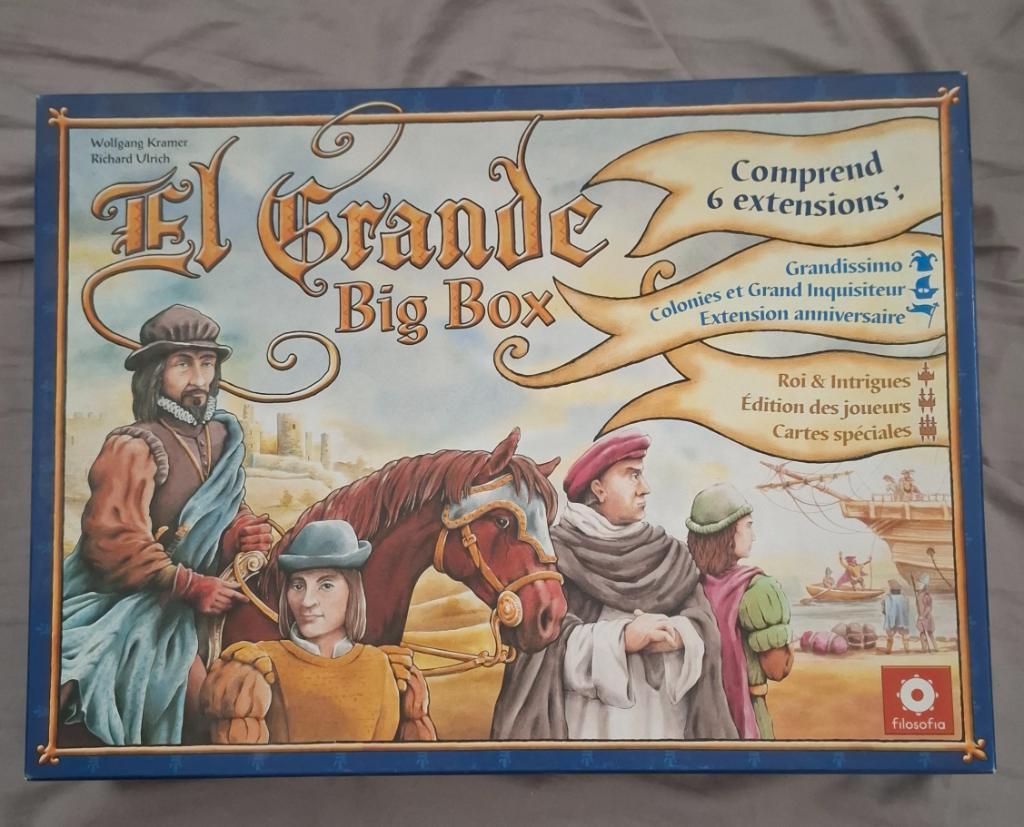 Wolfgang Kramer
Richard Ulrich
El Grande
Big Box
Comprend
6 extensions :
Grandissimo
Colonies et Grand Inquisiteur
Extension anniversaire
Roi & Intrigues
Édition des joueurs
Cartes spéciales
filosofia